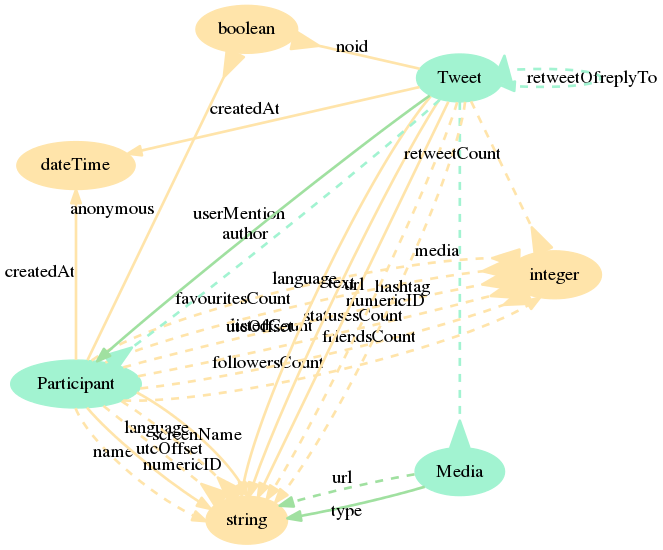 boolean
noid
Tweet
retweetOfreplyTo
createdAt
retweetCount
dateTime
anonymous
userMention
author
media
createdAt
language
text
url
integer
hashtag
favouritesCount
numericID
statusesCount
utcOffset
friendsCount
followersCount
Participant
language
screenName
name
utcOffset
numericID
Media
url
type
string